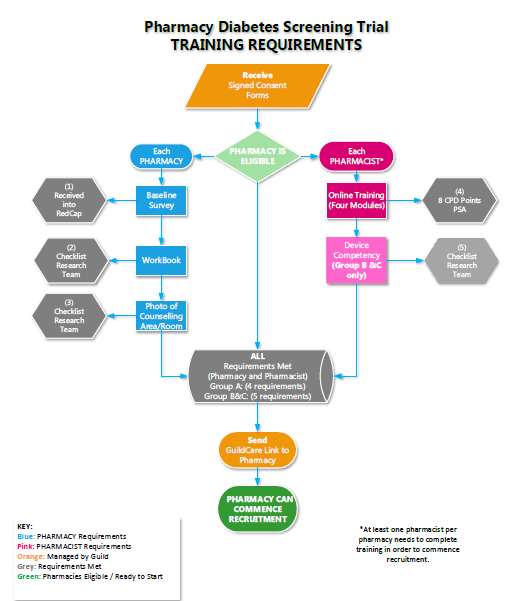 Pharmacy Diabetes Screening Trial
TRAINING REQUIREMENTS
Receive
Signed Consent
Forms
Each
PHARMACY
PHARMACY IS
ELIGIBLE
Each
PHARMACIST*
(1)
Received
into
RedCap
Baseline
Survey
Online Training
(Four Modules)
(4)
8 CPD Points
PSA
(2)
Checklist
Research
Team
WorkBook
Device
Competency
(Group B &C
only)
(5)
Checklist
Research
Team
(3)
Checklist
Research
Team
Photo of
Counselling
Area/Room
ALL
Requirements Met
(Pharmacy and Pharmacist)
Group A: (4 requirements)
Group B&C: (5 requirements)
Send
GuildCare Link to
Pharmacy
PHARMACY CAN
COMMENCE
RECRUITMENT
KEY:
Blue: PHARMACY Requirements
Pink: PHARMACIST Requirements
Orange: Managed by Guild
Grey: Requirements Met
Green: Pharmacies Eligible / Ready to Start
*At least one pharmacist per
pharmacy needs to complete
training in order to commence
recruitment.